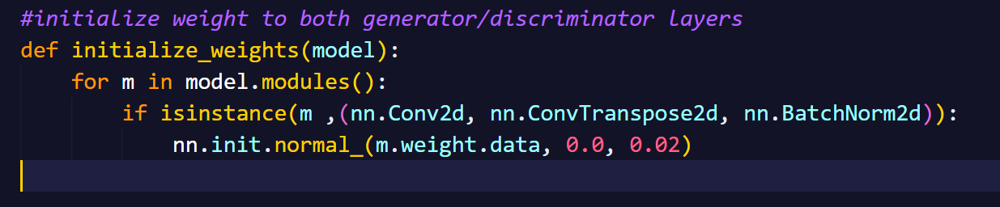 #initialize weight to both generator/discriminator layers
def initialize_weights(model):
    for m in model.modules():
        if isinstance(m ,(nn.Conv2d, nn.ConvTranspose2d, nn.BatchNorm2d)):
            nn.init.normal_(m.weight.data, 0.0, 0.02)